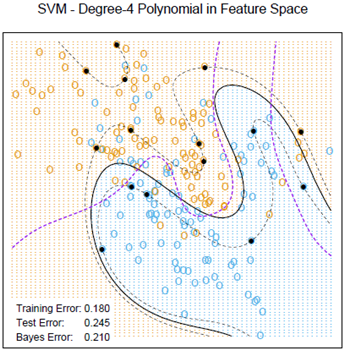 SVM - Degree-4 Polynomial in Feature Space
Training Error: 0.180
Test Error: 0.245
Bayes Error: 0.210